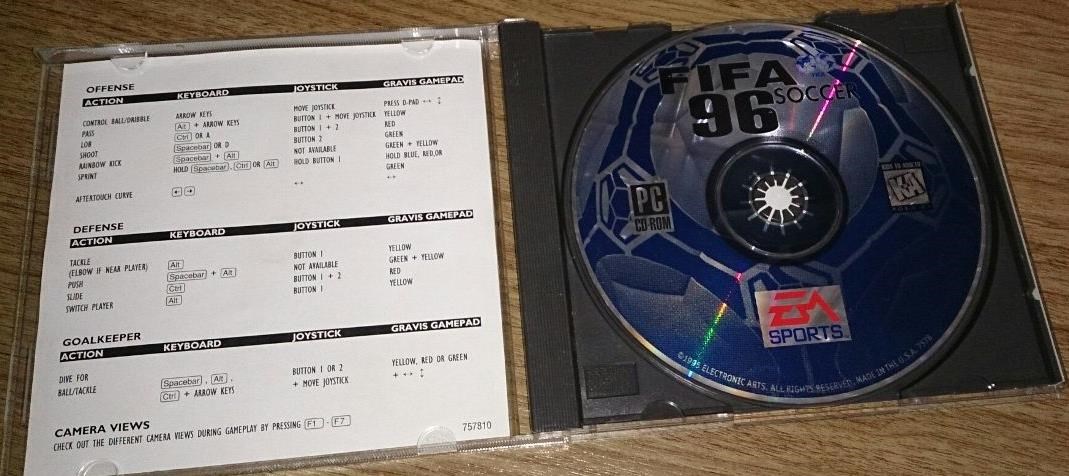 OFFENSE
ACTION KEYBOARD JOYSTICK GRAVIS GAMEPAD
CONTROL BALL/DRIBBLE ARROW KEYS MOVE JOYSTICK PRESS D-PAD ↔ ↕
PASS Alt + ARROW KEYS BUTTON 1 + MOVE JOYSTICK YELLOW
LOB Ctrl OR A BUTTON 1 + 2 RED
SHOOT Spacebar OR D BUTTON 2 GREEN
RAINBOW KICK Spacebar + Alt NOT AVAILABLE GREEN + YELLOW
SPRINT HOLD Spacebar, Ctrl OR Alt HOLD BUTTON 1 HOLD BLUE, RED,OR
GREEN
AFTERTOUCH CURVE ← → ↔ ↔
DEFENSE
ACTION KEYBOARD JOYSTICK GRAVIS GAMEPAD
TACKLE Alt BUTTON 1 YELLOW
(ELBOW IF NEAR PLAYER)
PUSH Spacebar + Alt NOT AVAILABLE GREEN + YELLOW
SLIDE Ctrl BUTTON 1 + 2 RED
SWITCH PLAYER Alt BUTTON 1 YELLOW
GOALKEEPER
ACTION KEYBOARD JOYSTICK GRAVIS GAMEPAD
DIVE FOR Spacebar , Alt , BUTTON 1 OR 2 YELLOW, RED OR GREEN
BALL/TACKLE Ctrl + ARROW KEYS + MOVE JOYSTICK + ↔ ↕
CAMERA VIEWS
CHECK OUT THE DIFFERENT CAMERA VIEWS DURING GAMEPLAY BY PRESSING F1 - F7
757810
FIFA
SOCCER
96
PC
CD-ROM
KIDS TO ADULTS
K-A
EA
SPORTS
©1995 ELECTRONIC ARTS. ALL RIGHTS RESERVED. MADE IN THE U.S.A.